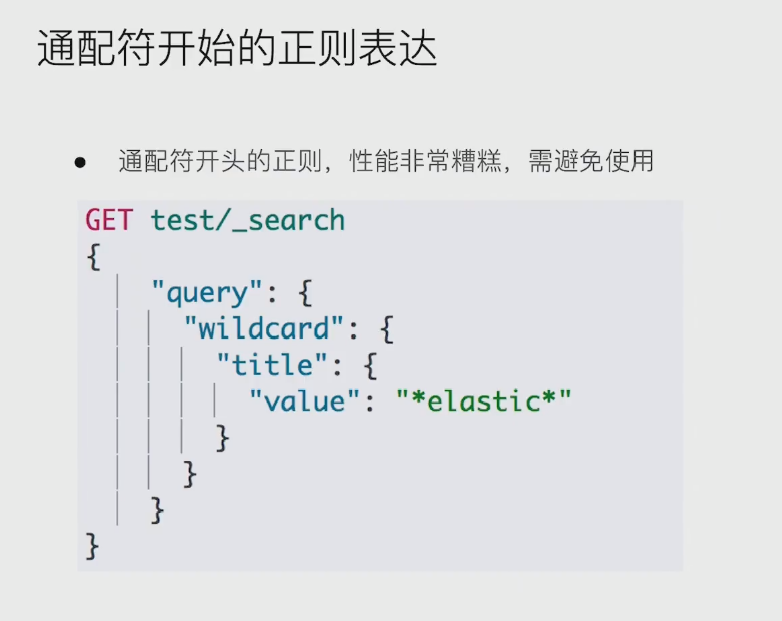 通配符开始的正则表达
● 通配符开头的正则，性能非常糟糕，需避免使用
GET test/_search
{
"query": {
"wildcard": {
"title": {
"value": "*elastic*"
}
}
}
}